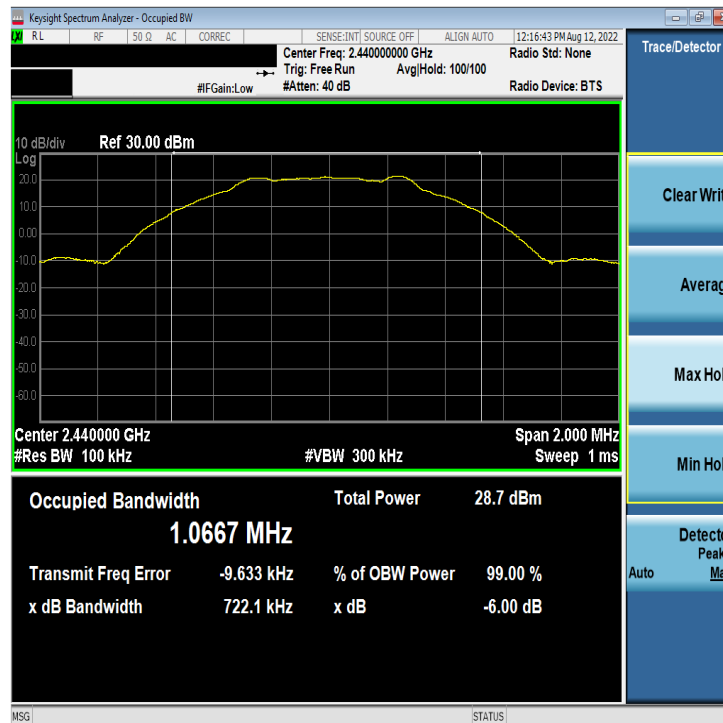 Keysight Spectrum Analyzer - Occupied BW
LXI RL RF 50 Ω AC CORREC SENSE:INT SOURCE OFF ALIGN AUTO 12:16:43 PM Aug 12, 2022
Center Freq: 2.440000000 GHz Radio Std: None
Trig: Free Run Avg|Hold: 100/100
#IFGain:Low #Atten: 40 dB Radio Device: BTS
Trace/Detector
10 dB/div Ref 30.00 dBm
Log
20.0
10.0
0.00
-10.0
-20.0
-30.0
-40.0
-50.0
-60.0
Center 2.440000 GHz Span 2.000 MHz
#Res BW 100 kHz #VBW 300 kHz Sweep 1 ms
Occupied Bandwidth Total Power 28.7 dBm
1.0667 MHz
Transmit Freq Error -9.633 kHz % of OBW Power 99.00 %
x dB Bandwidth 722.1 kHz x dB -6.00 dB
Clear Writ
Averag
Max Hol
Min Hol
Detecto
Peak
Auto Ma
MSG STATUS